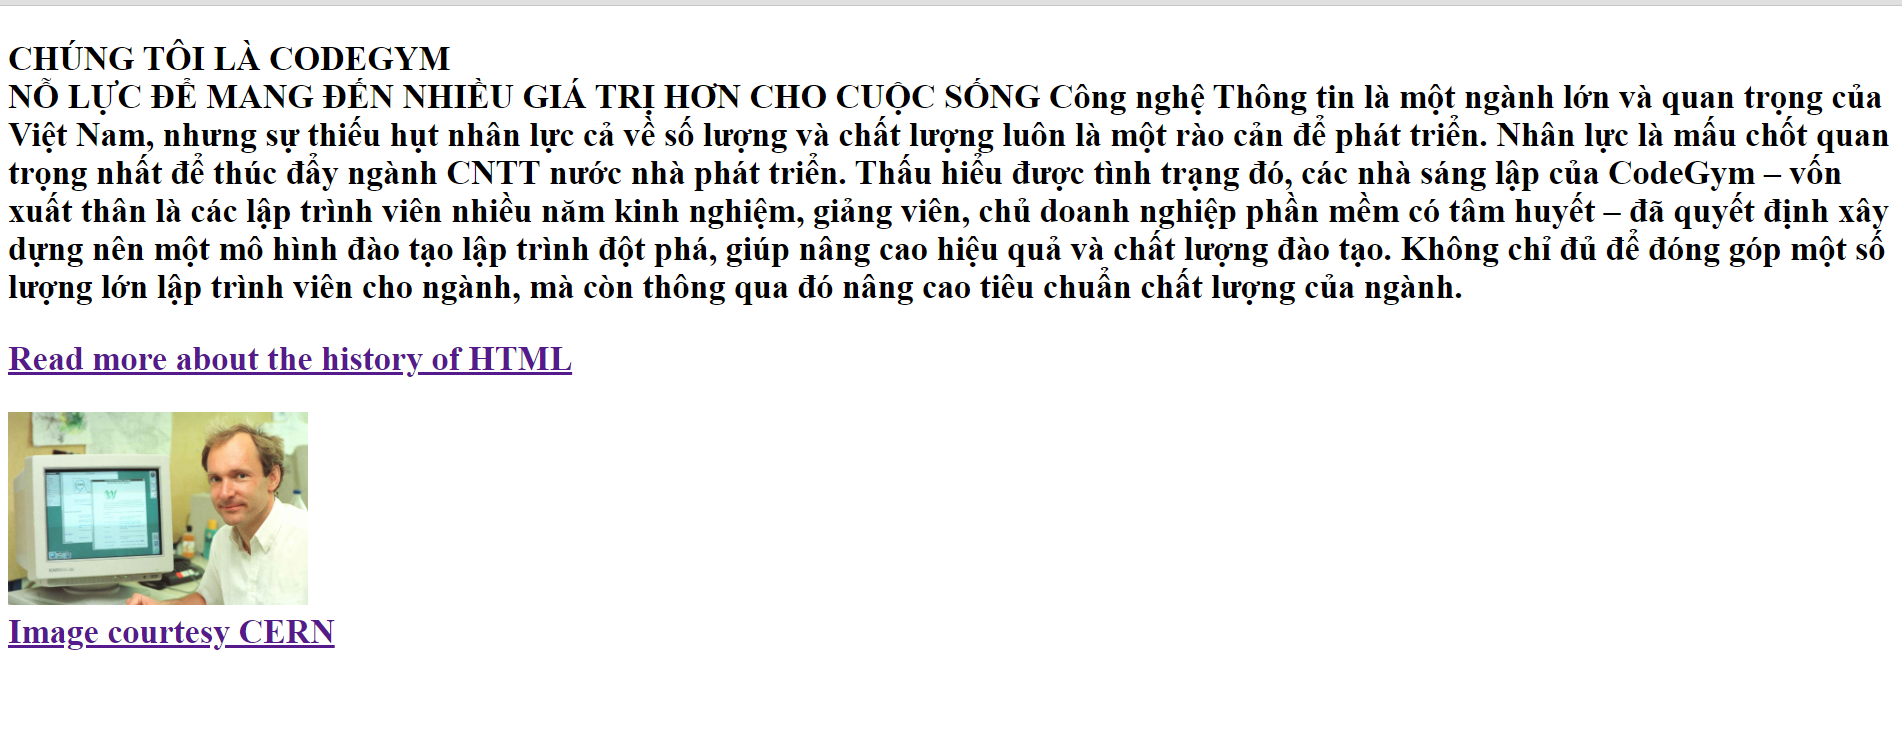 CHÚNG TÔI LÀ CODEGYM
NỖ LỰC ĐỂ MANG ĐẾN NHIỀU GIÁ TRỊ HƠN CHO CUỘC SỐNG Công nghệ Thông tin là một ngành lớn và quan trọng của
Việt Nam, nhưng sự thiếu hụt nhân lực cả về số lượng và chất lượng luôn là một rào cản để phát triển. Nhân lực là mấu chốt quan
trọng nhất để thúc đẩy ngành CNTT nước nhà phát triển. Thấu hiểu được tình trạng đó, các nhà sáng lập của CodeGym – vốn
xuất thân là các lập trình viên nhiều năm kinh nghiệm, giảng viên, chủ doanh nghiệp phần mềm có tâm huyết – đã quyết định xây
dựng nên một mô hình đào tạo lập trình đột phá, giúp nâng cao hiệu quả và chất lượng đào tạo. Không chỉ đủ để đóng góp một số
lượng lớn lập trình viên cho ngành, mà còn thông qua đó nâng cao tiêu chuẩn chất lượng của ngành.
Read more about the history of HTML
Image courtesy CERN